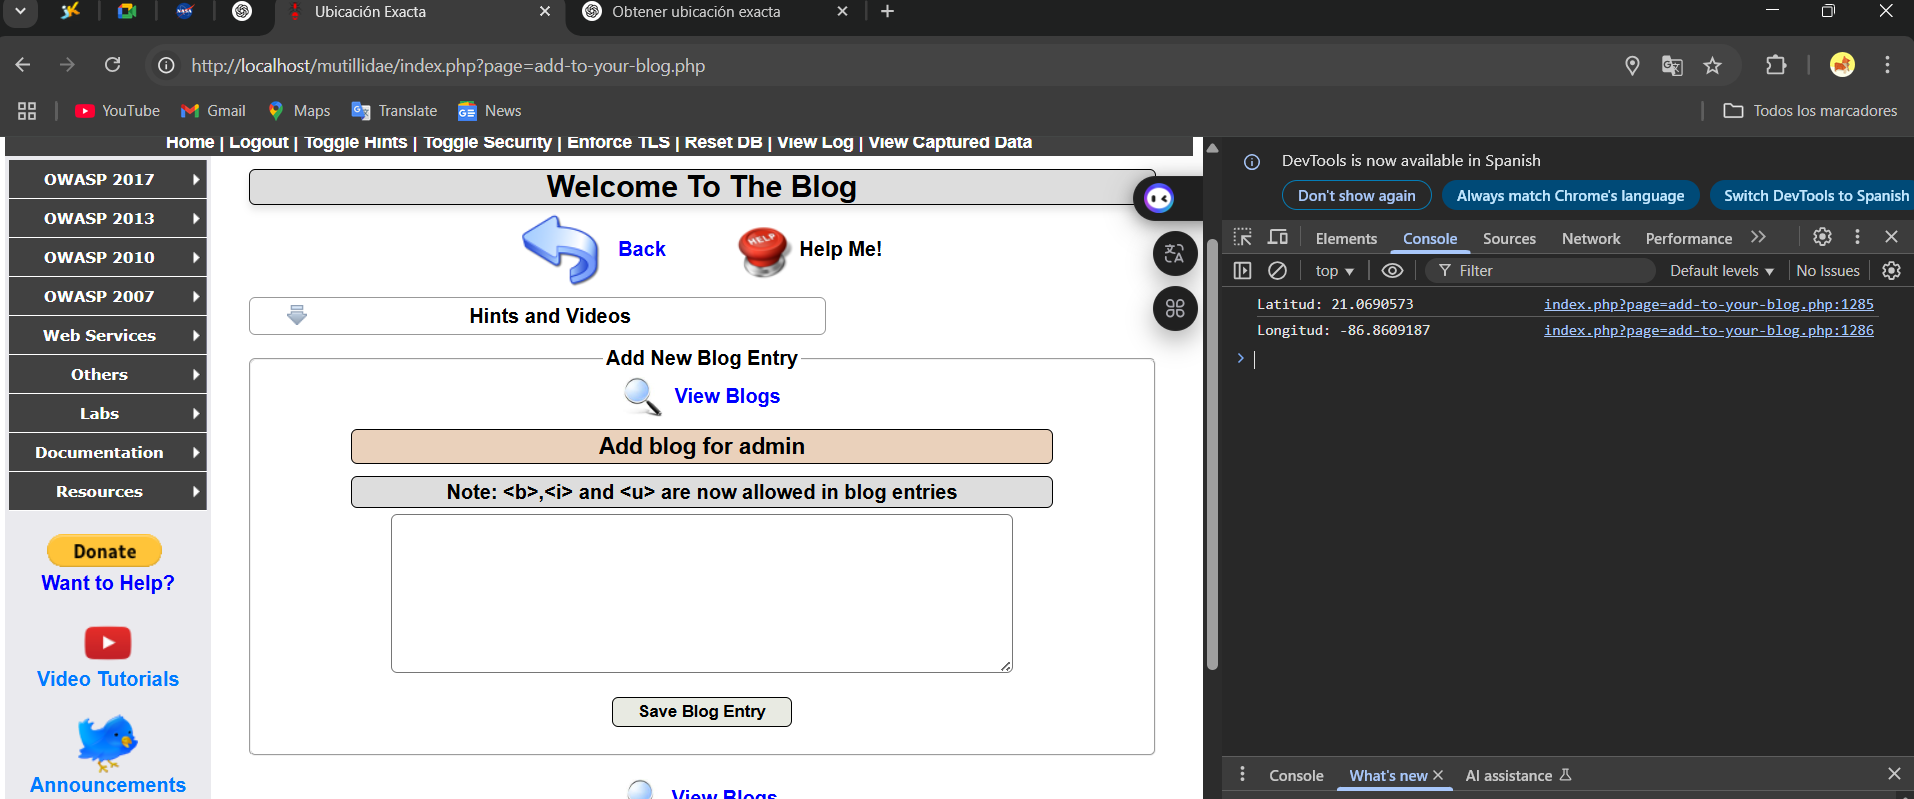 Ubicación Exacta
Obtener ubicación exacta
http://localhost/mutillidae/index.php?page=add-to-your-blog.php
YouTube
Gmail
Maps
Translate
News
Todos los marcadores
Home | Logout | Toggle Hints | Toggle Security | Enforce TLS | Reset DB | View Log | View Captured Data
OWASP 2017
OWASP 2013
OWASP 2010
OWASP 2007
Web Services
Others
Labs
Documentation
Resources
Donate
Want to Help?
Video Tutorials
Announcements
Welcome To The Blog
Back
HELP
Help Me!
Hints and Videos
Add New Blog Entry
View Blogs
Add blog for admin
Note: <b>,<i> and <u> are now allowed in blog entries
Save Blog Entry
View Blogs
DevTools is now available in Spanish
Don't show again
Always match Chrome's language
Switch DevTools to Spanish
Elements
Console
Sources
Network
Performance
top
Filter
Default levels
No Issues
Latitud: 21.0690573 index.php?page=add-to-your-blog.php:1285
Longitud: -86.8609187 index.php?page=add-to-your-blog.php:1286
Console
What's new
AI assistance